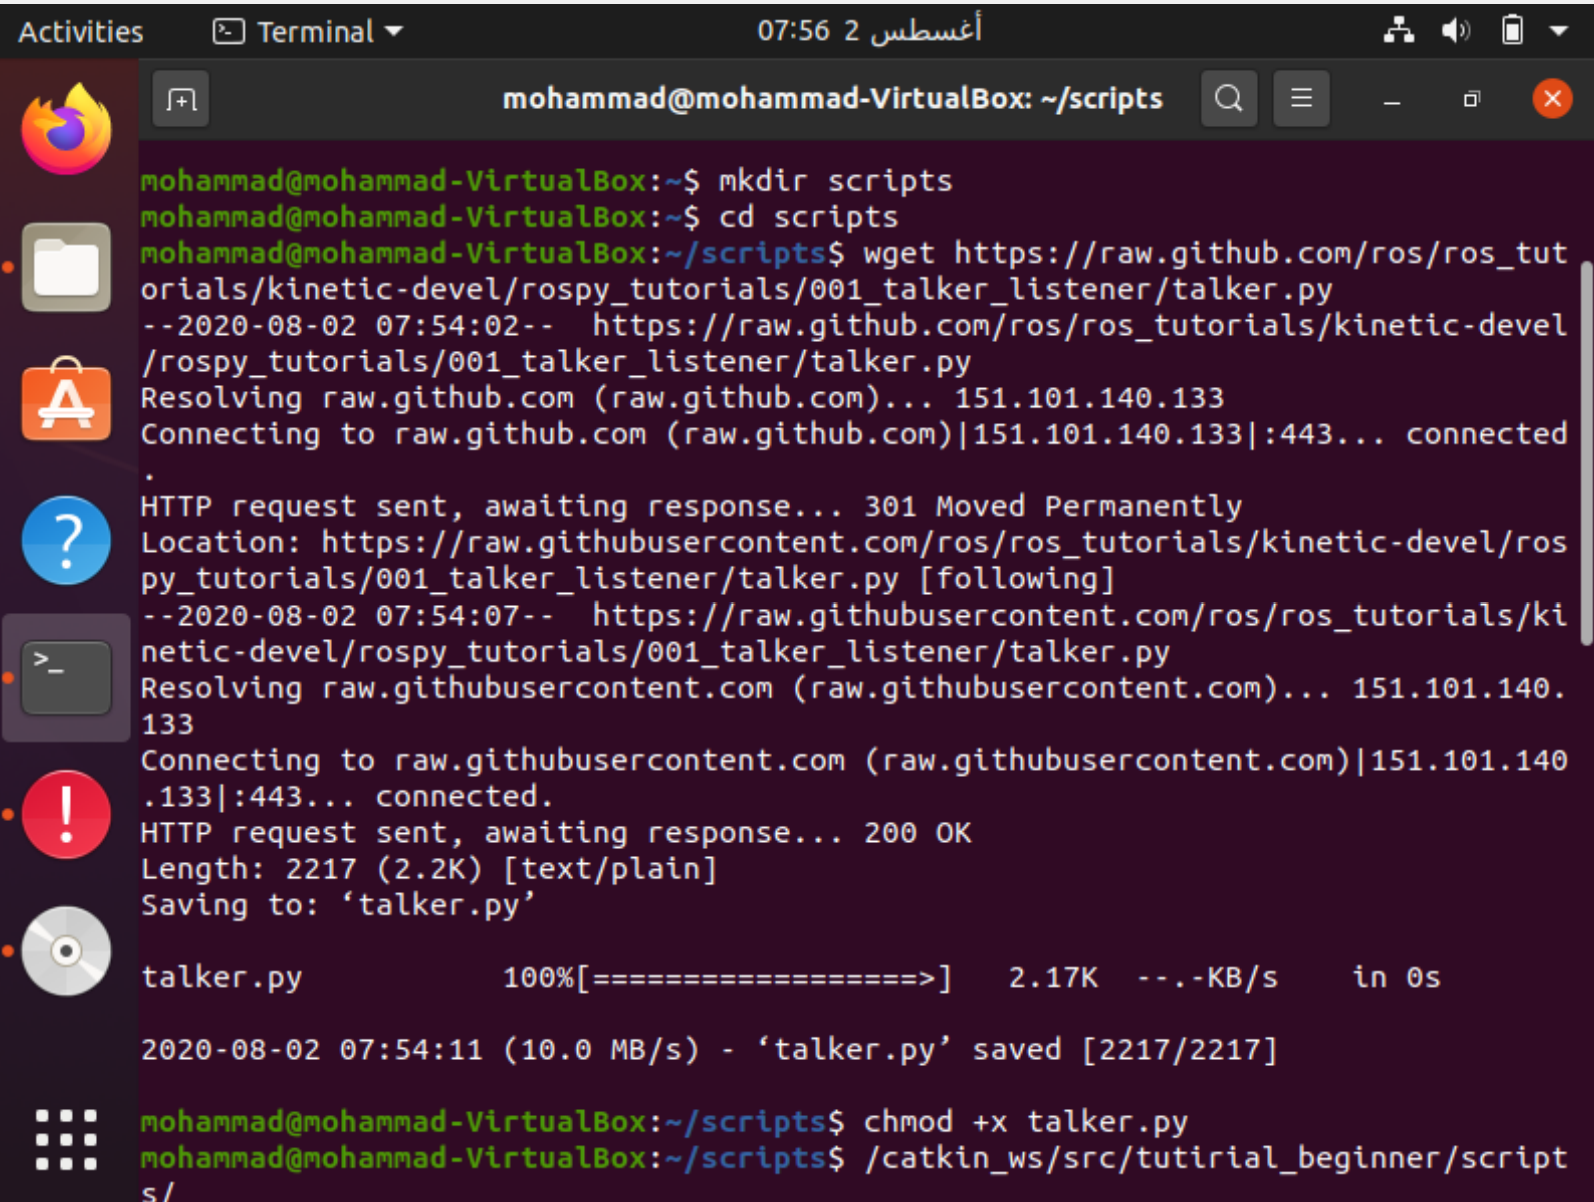 Activities
Terminal
07:56 2 أغسطس
mohammad@mohammad-VirtualBox: ~/scripts
mohammad@mohammad-VirtualBox:~$ mkdir scripts
mohammad@mohammad-VirtualBox:~$ cd scripts
mohammad@mohammad-VirtualBox:~/scripts$ wget https://raw.github.com/ros/ros_tut
orials/kinetic-devel/rospy_tutorials/001_talker_listener/talker.py
--2020-08-02 07:54:02--  https://raw.github.com/ros/ros_tutorials/kinetic-devel
/rospy_tutorials/001_talker_listener/talker.py
Resolving raw.github.com (raw.github.com)... 151.101.140.133
Connecting to raw.github.com (raw.github.com)|151.101.140.133|:443... connected
.
HTTP request sent, awaiting response... 301 Moved Permanently
Location: https://raw.githubusercontent.com/ros/ros_tutorials/kinetic-devel/ros
py_tutorials/001_talker_listener/talker.py [following]
--2020-08-02 07:54:07--  https://raw.githubusercontent.com/ros/ros_tutorials/ki
netic-devel/rospy_tutorials/001_talker_listener/talker.py
Resolving raw.githubusercontent.com (raw.githubusercontent.com)... 151.101.140.
133
Connecting to raw.githubusercontent.com (raw.githubusercontent.com)|151.101.140
.133|:443... connected.
HTTP request sent, awaiting response... 200 OK
Length: 2217 (2.2K) [text/plain]
Saving to: ‘talker.py’
talker.py           100%[==================>]   2.17K  --.-KB/s    in 0s
2020-08-02 07:54:11 (10.0 MB/s) - ‘talker.py’ saved [2217/2217]
mohammad@mohammad-VirtualBox:~/scripts$ chmod +x talker.py
mohammad@mohammad-VirtualBox:~/scripts$ /catkin_ws/src/tutirial_beginner/script
s/